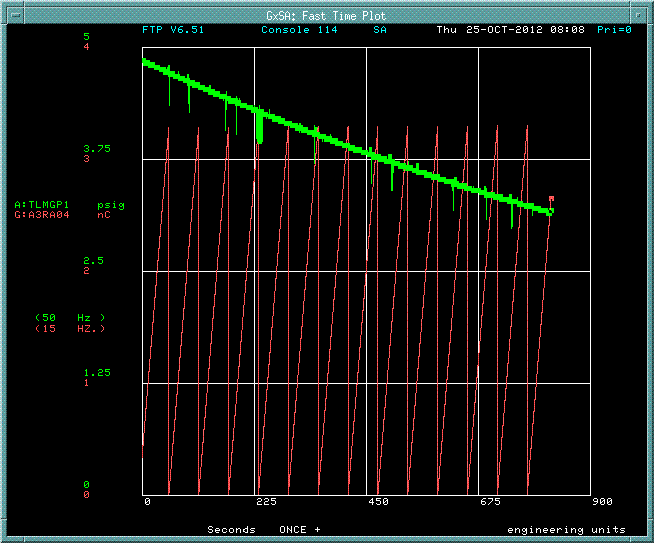 GxSA: Fast Time Plot
FTP V6.51 Console 114 SA Thu 25-OCT-2012 08:08 Pri=0
5
4
3.75
3
A:TLMGP1 psig
G:A3RA04 nC
2.5
2
(50 Hz )
(15 HZ.)
1.25
1
0
0
0 225 450 675 900
Seconds ONCE + engineering units